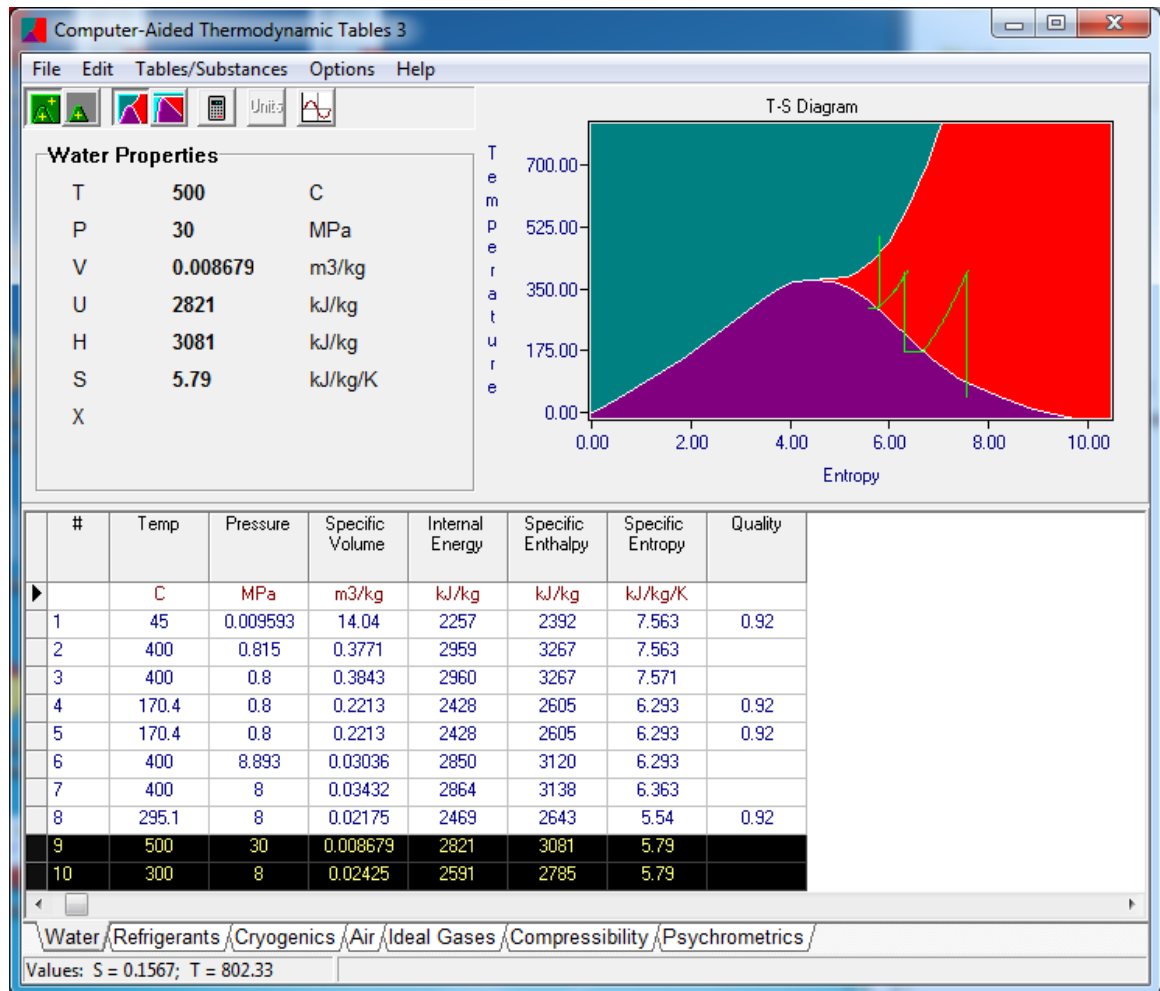 Computer-Aided Thermodynamic Tables 3
File Edit Tables/Substances Options Help
Units
Water Properties
T 500 C
P 30 MPa
V 0.008679 m3/kg
U 2821 kJ/kg
H 3081 kJ/kg
S 5.79 kJ/kg/K
X
T-S Diagram
Temperature
700.00
525.00
350.00
175.00
0.00
0.00 2.00 4.00 6.00 8.00 10.00
Entropy
# Temp Pressure Specific Volume Internal Energy Specific Enthalpy Specific Entropy Quality
C MPa m3/kg kJ/kg kJ/kg kJ/kg/K
1 45 0.009593 14.04 2257 2392 7.563 0.92
2 400 0.815 0.3771 2959 3267 7.563
3 400 0.8 0.3843 2960 3267 7.571
4 170.4 0.8 0.2213 2428 2605 6.293 0.92
5 170.4 0.8 0.2213 2428 2605 6.293 0.92
6 400 8.893 0.03036 2850 3120 6.293
7 400 8 0.03432 2864 3138 6.363
8 295.1 8 0.02175 2469 2643 5.54 0.92
9 500 30 0.008679 2821 3081 5.79
10 300 8 0.02425 2591 2785 5.79
Water Refrigerants Cryogenics Air Ideal Gases Compressibility Psychrometrics
Values: S = 0.1567; T = 802.33